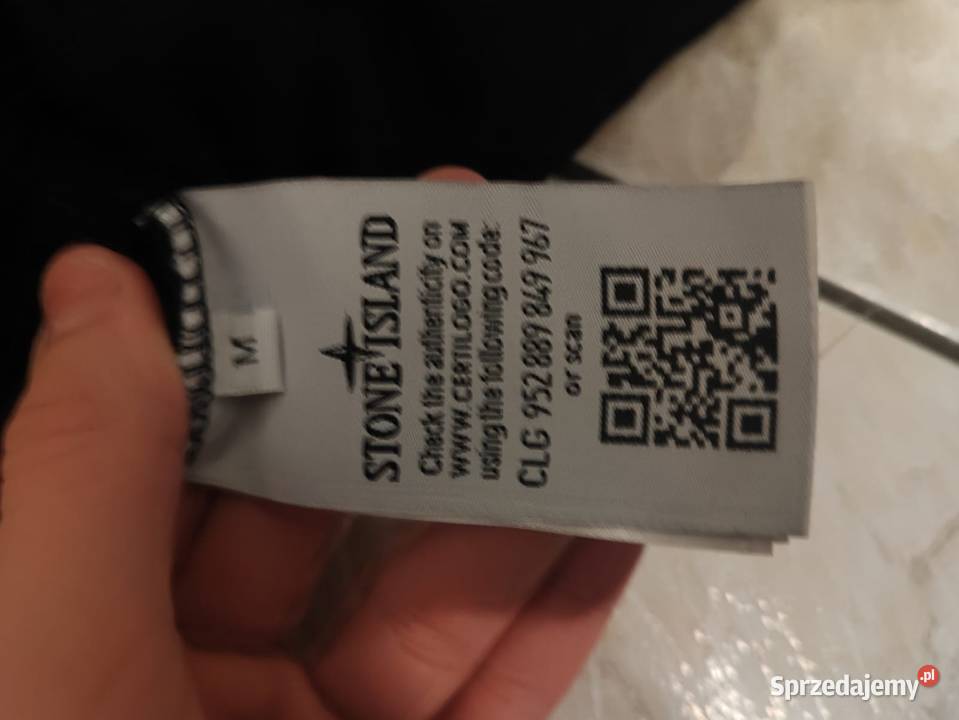 M
STONE ISLAND
Check the authenticity on
WWW.CERTILOGO.COM
using the following code:
CLG 952 889 849 967
or scan
Sprzedajemy.pl